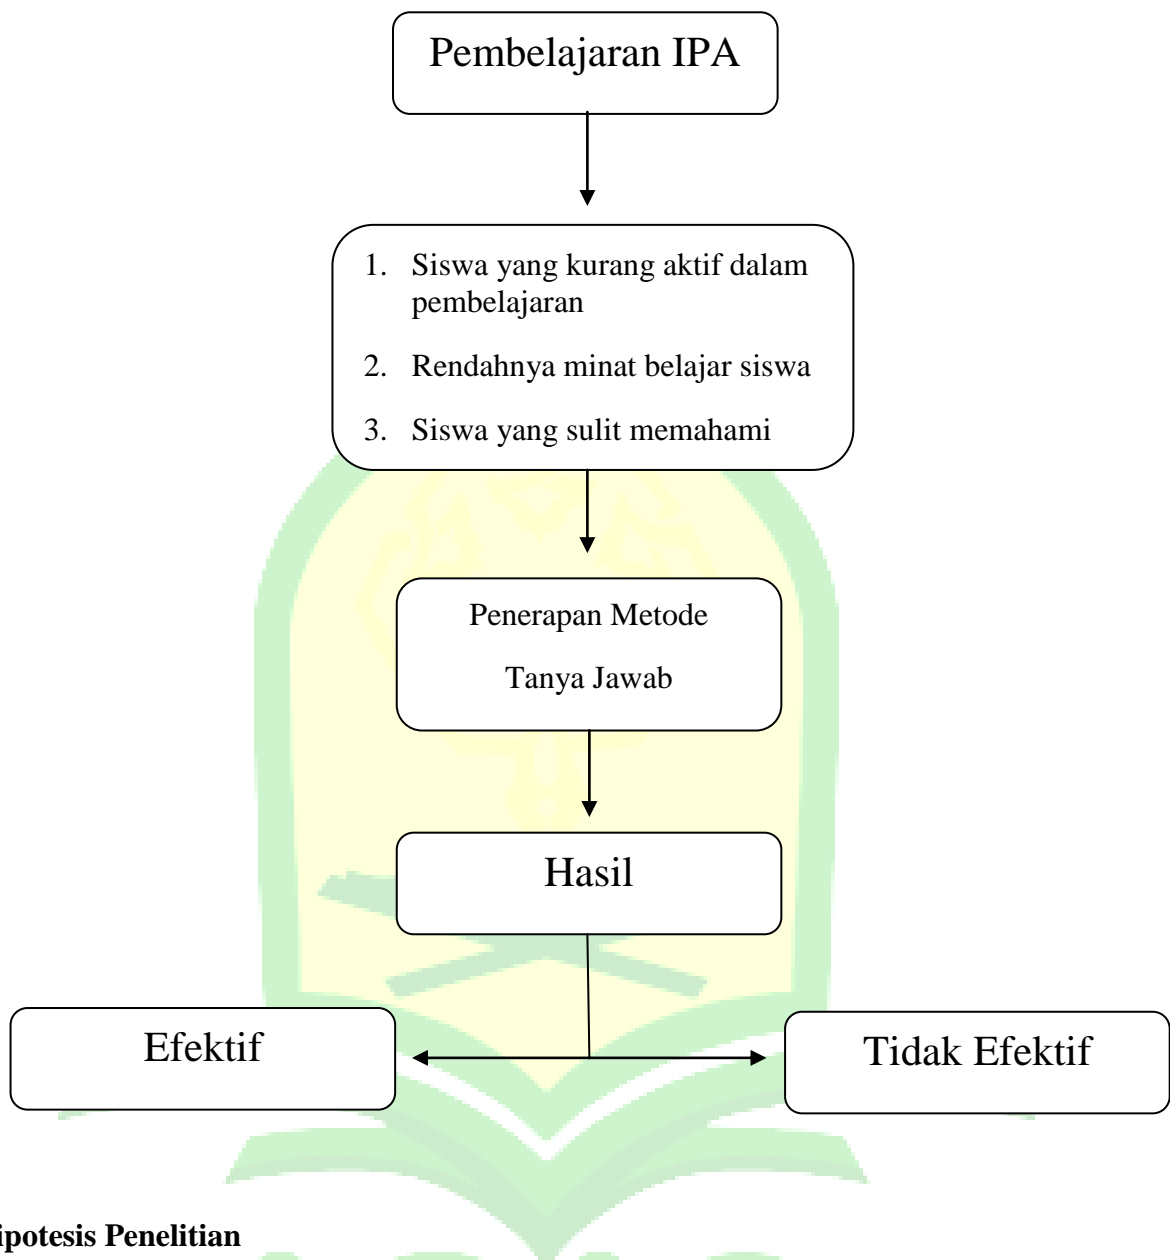 Pembelajaran IPA
1. Siswa yang kurang aktif dalam
pembelajaran
2. Rendahnya minat belajar siswa
3. Siswa yang sulit memahami
Penerapan Metode
Tanya Jawab
Hasil
Efektif
Tidak Efektif
ipotesis Penelitian